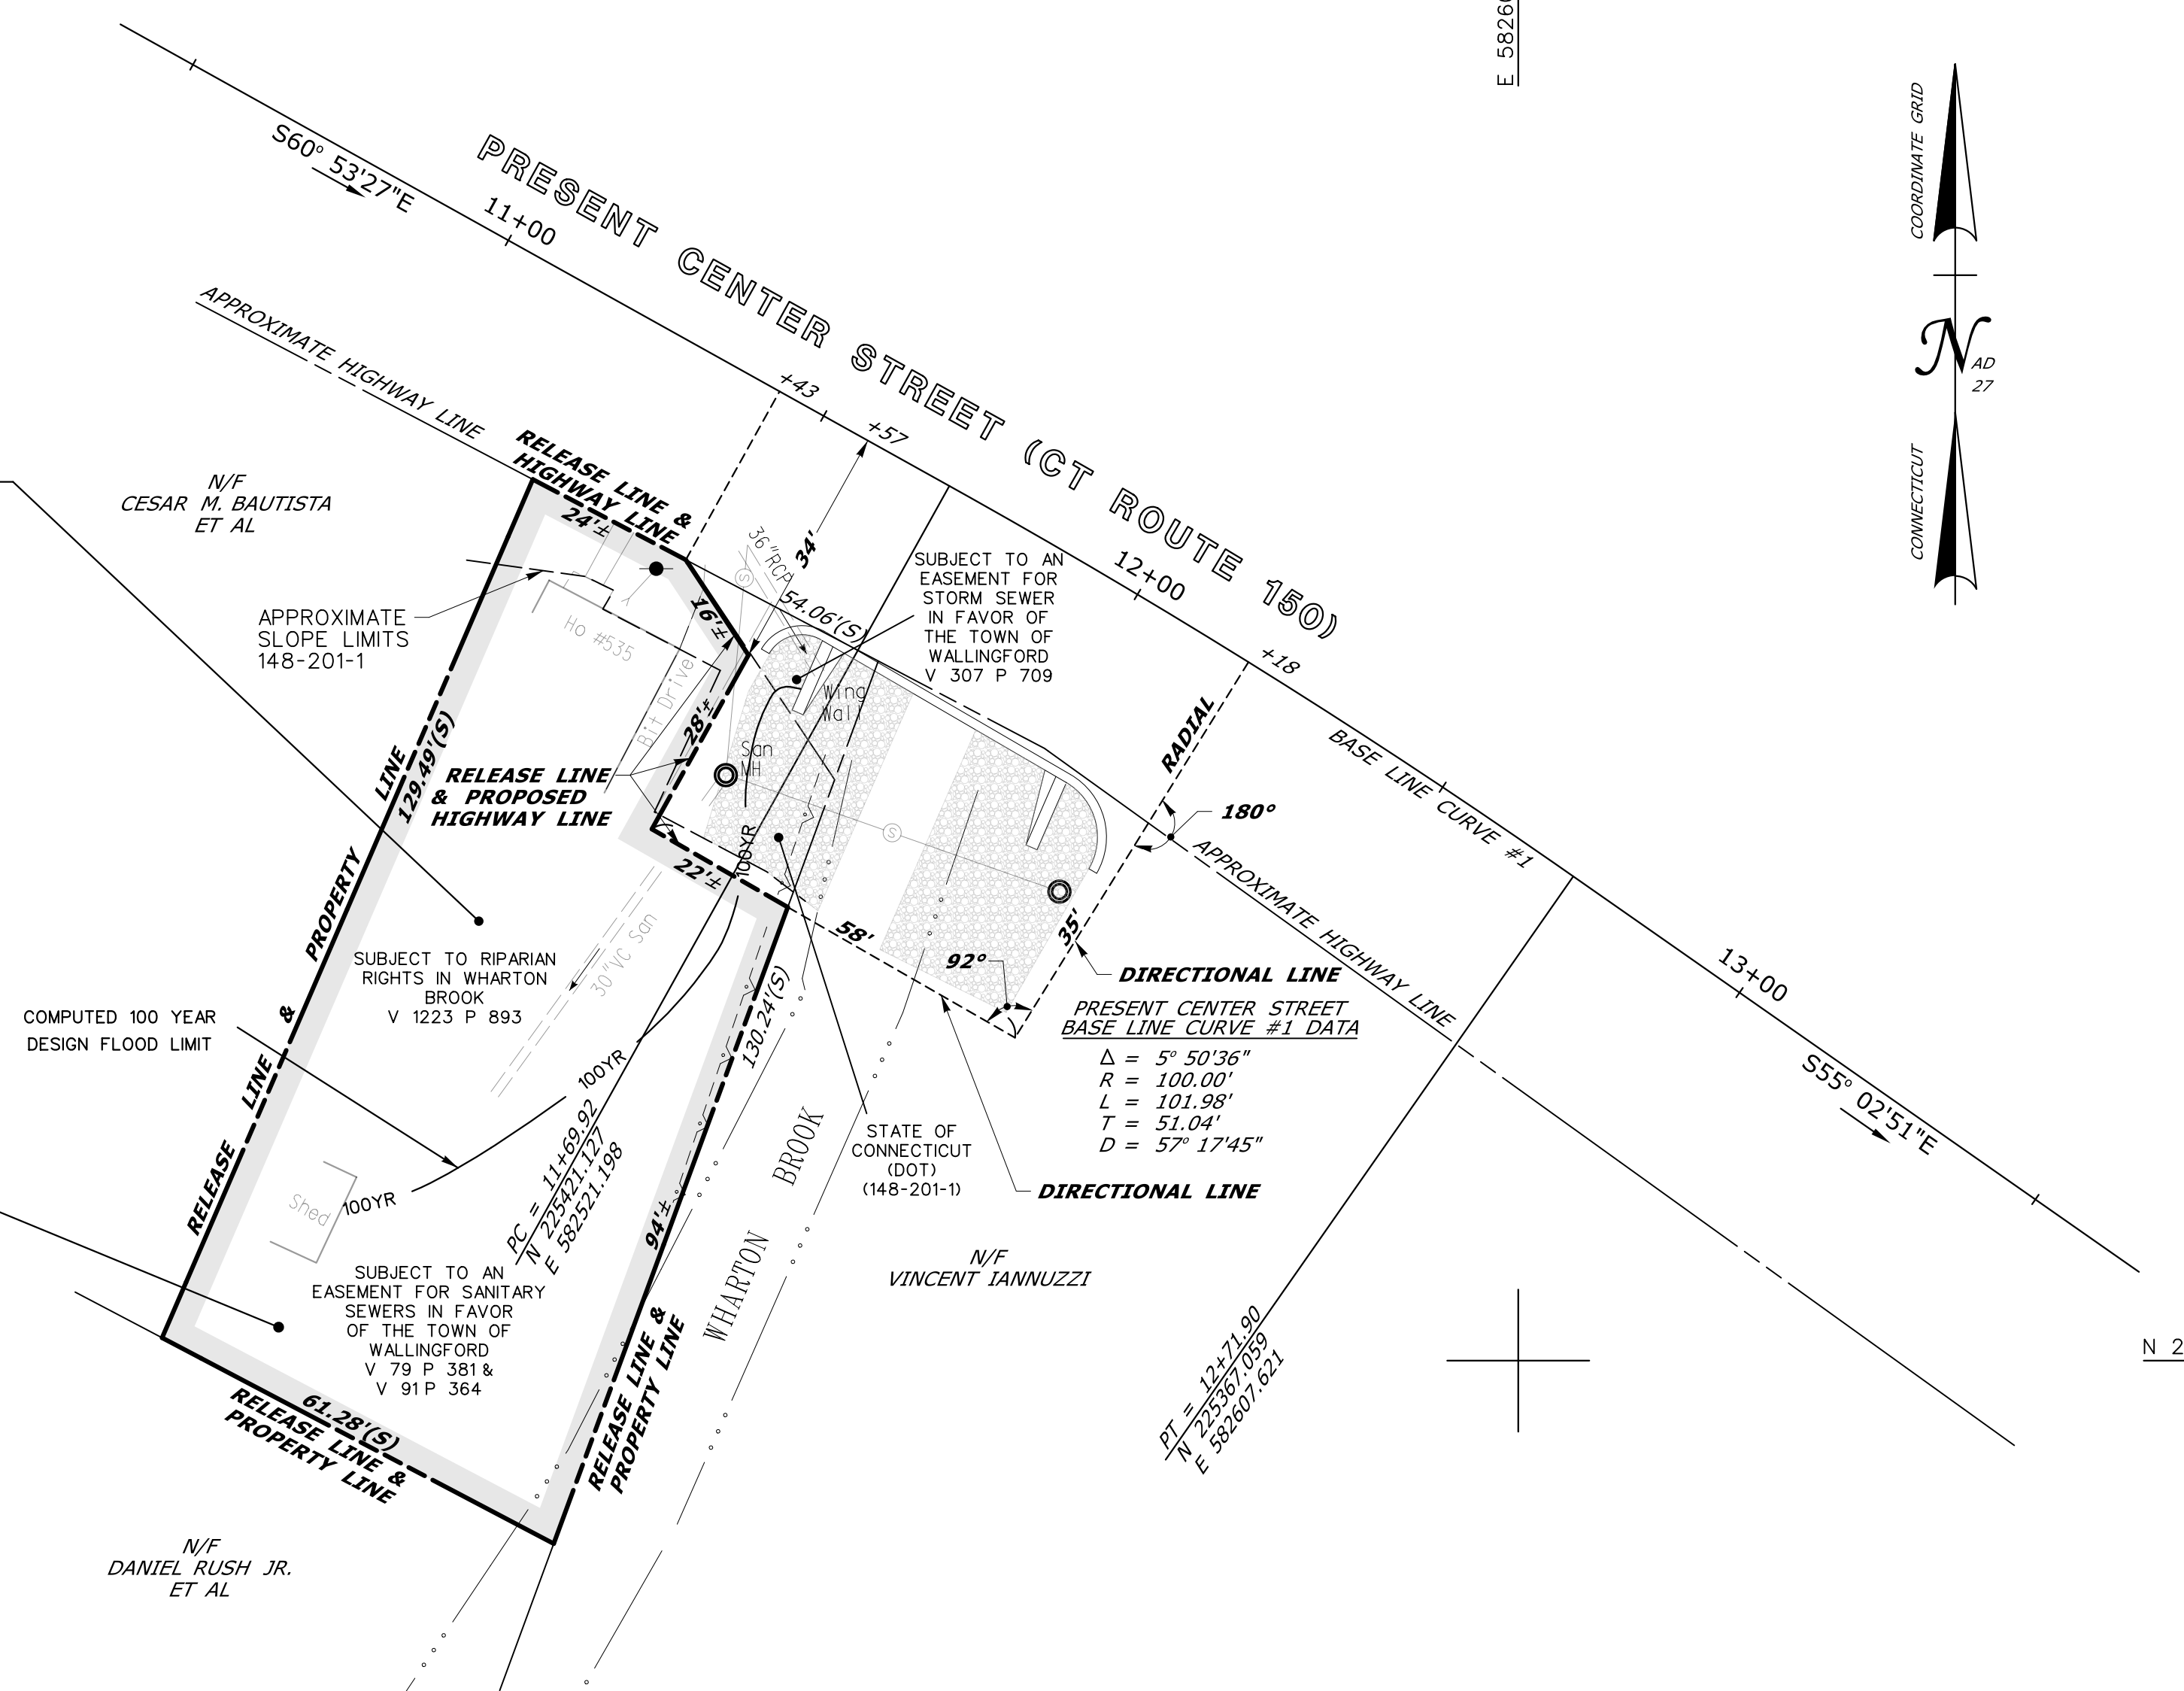 E 5826
COORDINATE GRID
N
AD
27
CONNECTICUT
S60° 53'27"E
PRESENT CENTER STREET (CT ROUTE 150)
11+00
+43
+57
12+00
+18
13+00
S55° 02'51"E
APPROXIMATE HIGHWAY LINE
RELEASE LINE &
HIGHWAY LINE
24'±
N/F
CESAR M. BAUTISTA
ET AL
APPROXIMATE
SLOPE LIMITS
148-201-1
Ho #535
Bit Drive
16'±
28'±
22'±
36"RCP
S
34'
54.06'(S)
SUBJECT TO AN
EASEMENT FOR
STORM SEWER
IN FAVOR OF
THE TOWN OF
WALLINGFORD
V 307 P 709
Wing
Wall
San
MH
S
RADIAL
180°
BASE LINE CURVE #1
APPROXIMATE HIGHWAY LINE
RELEASE LINE
& PROPOSED
HIGHWAY LINE
100YR
58'
92°
35'
DIRECTIONAL LINE
PRESENT CENTER STREET
BASE LINE CURVE #1 DATA
Δ = 5° 50'36"
R = 100.00'
L = 101.98'
T = 51.04'
D = 57° 17'45"
DIRECTIONAL LINE
RELEASE LINE & PROPERTY LINE
129.49'(S)
SUBJECT TO RIPARIAN
RIGHTS IN WHARTON
BROOK
V 1223 P 893
30"VC San
COMPUTED 100 YEAR
DESIGN FLOOD LIMIT
100YR
100YR
Shed
PC = 11+69.92
N 225421.127
E 582521.198
130.24'(S)
94'±
STATE OF
CONNECTICUT
(DOT)
(148-201-1)
WHARTON BROOK
N/F
VINCENT IANNUZZI
SUBJECT TO AN
EASEMENT FOR SANITARY
SEWERS IN FAVOR
OF THE TOWN OF
WALLINGFORD
V 79 P 381 &
V 91 P 364
RELEASE LINE &
PROPERTY LINE
61.28'(S)
RELEASE LINE &
PROPERTY LINE
PT = 12+71.90
N 225367.059
E 582607.621
N 2
N/F
DANIEL RUSH JR.
ET AL